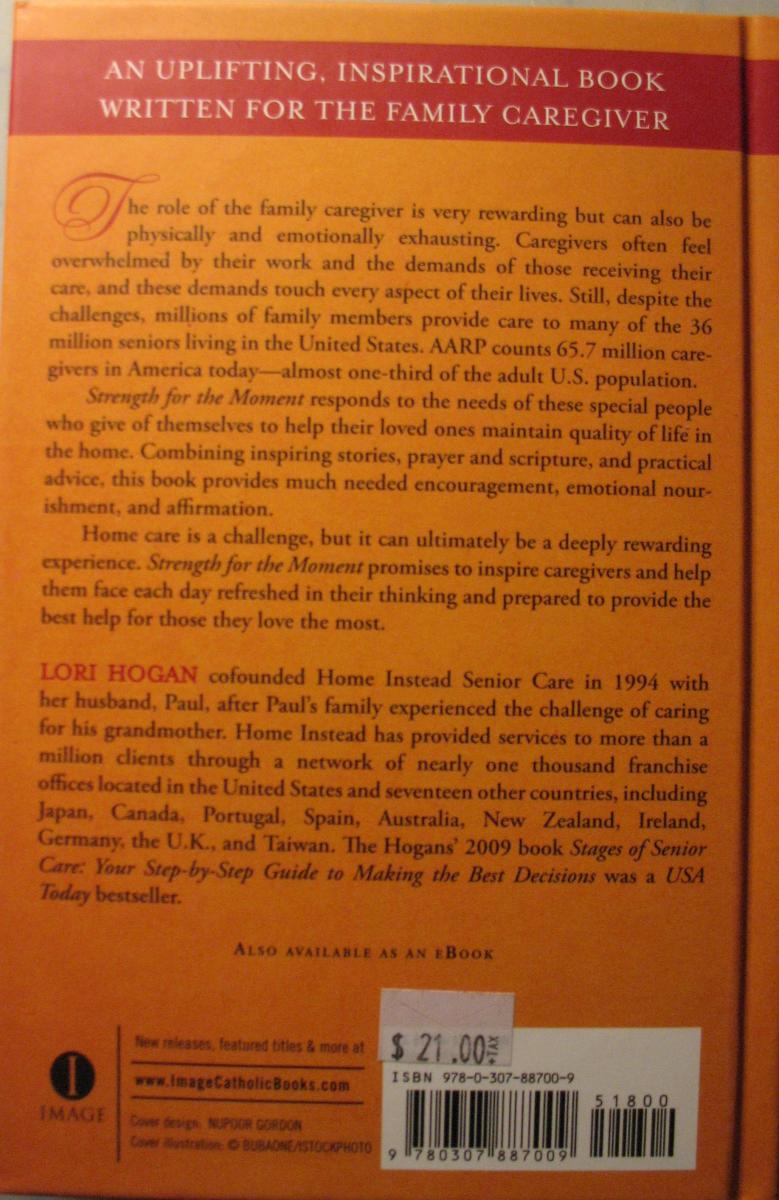 AN UPLIFTING, INSPIRATIONAL BOOK
WRITTEN FOR THE FAMILY CAREGIVER
The role of the family caregiver is very rewarding but can also be
physically and emotionally exhausting. Caregivers often feel
overwhelmed by their work and the demands of those receiving their
care, and these demands touch every aspect of their lives. Still, despite the
challenges, millions of family members provide care to many of the 36
million seniors living in the United States. AARP counts 65.7 million care-
givers in America today—almost one-third of the adult U.S. population.
Strength for the Moment responds to the needs of these special people
who give of themselves to help their loved ones maintain quality of life in
the home. Combining inspiring stories, prayer and scripture, and practical
advice, this book provides much needed encouragement, emotional nour-
ishment, and affirmation.
Home care is a challenge, but it can ultimately be a deeply rewarding
experience. Strength for the Moment promises to inspire caregivers and help
them face each day refreshed in their thinking and prepared to provide the
best help for those they love the most.
LORI HOGAN cofounded Home Instead Senior Care in 1994 with
her husband, Paul, after Paul's family experienced the challenge of caring
for his grandmother. Home Instead has provided services to more than a
million clients through a network of nearly one thousand franchise
offices located in the United States and seventeen other countries, including
Japan, Canada, Portugal, Spain, Australia, New Zealand, Ireland,
Germany, the U.K., and Taiwan. The Hogans' 2009 book Stages of Senior
Care: Your Step-by-Step Guide to Making the Best Decisions was a USA
Today bestseller.
ALSO AVAILABLE AS AN EBOOK
New releases, featured titles & more at
www.ImageCatholicBooks.com
Cover design: NUPOOR GORDON
Cover illustration: © BUBAONE/ISTOCKPHOTO
I
IMAGE
$ 21.00 +TAX
ISBN 978-0-307-88700-9
51800
9 780307 887009